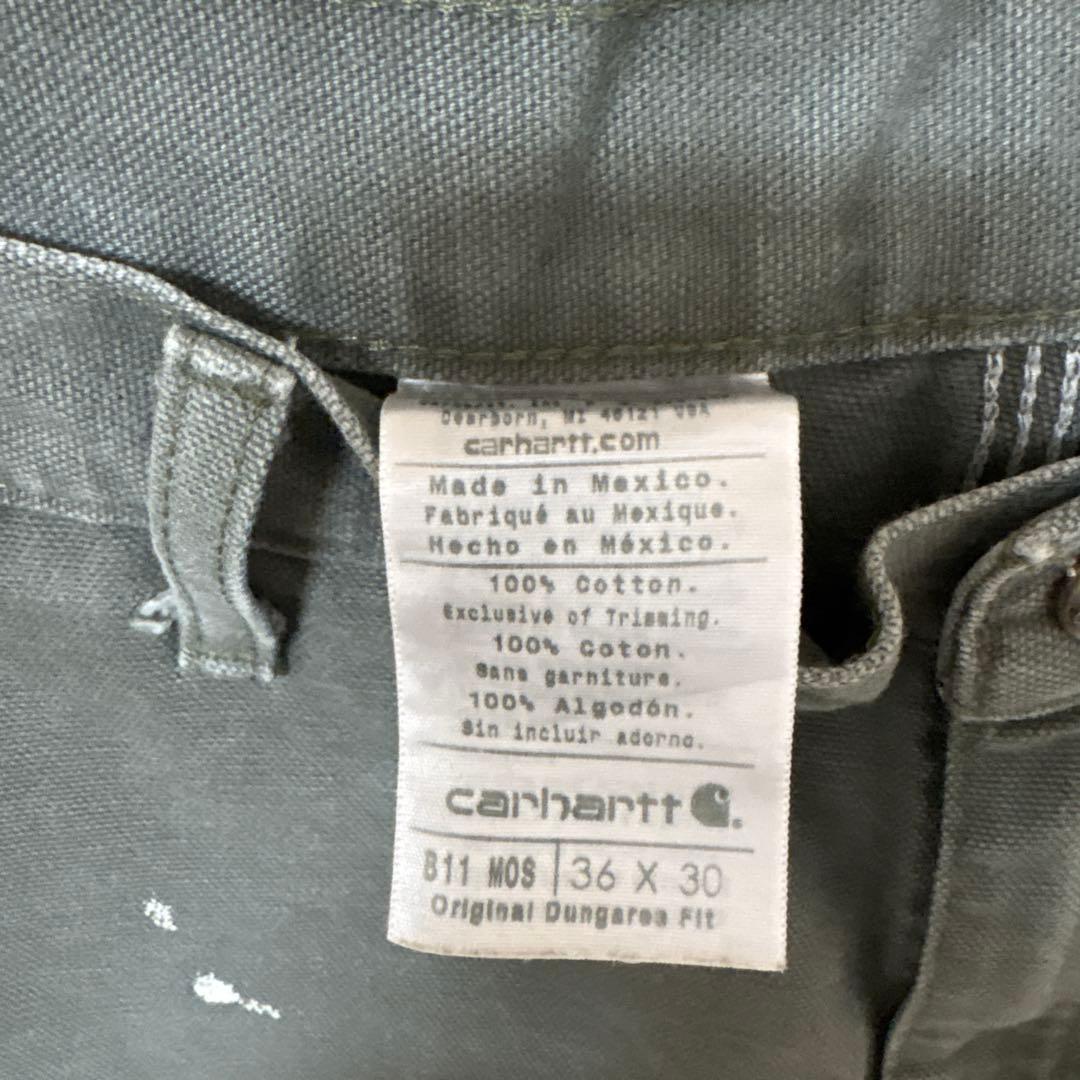 Dearborn, MI 48121 USA
carhartt.com
Made in Mexico.
Fabriqué au Mexique.
Hecho en México.
100% Cotton.
Exclusive of Trimming.
100% Coton.
Sans garniture.
100% Algodón.
Sin incluir adorno.
carhartt
B11 MOS 36 X 30
Original Dungaree Fit